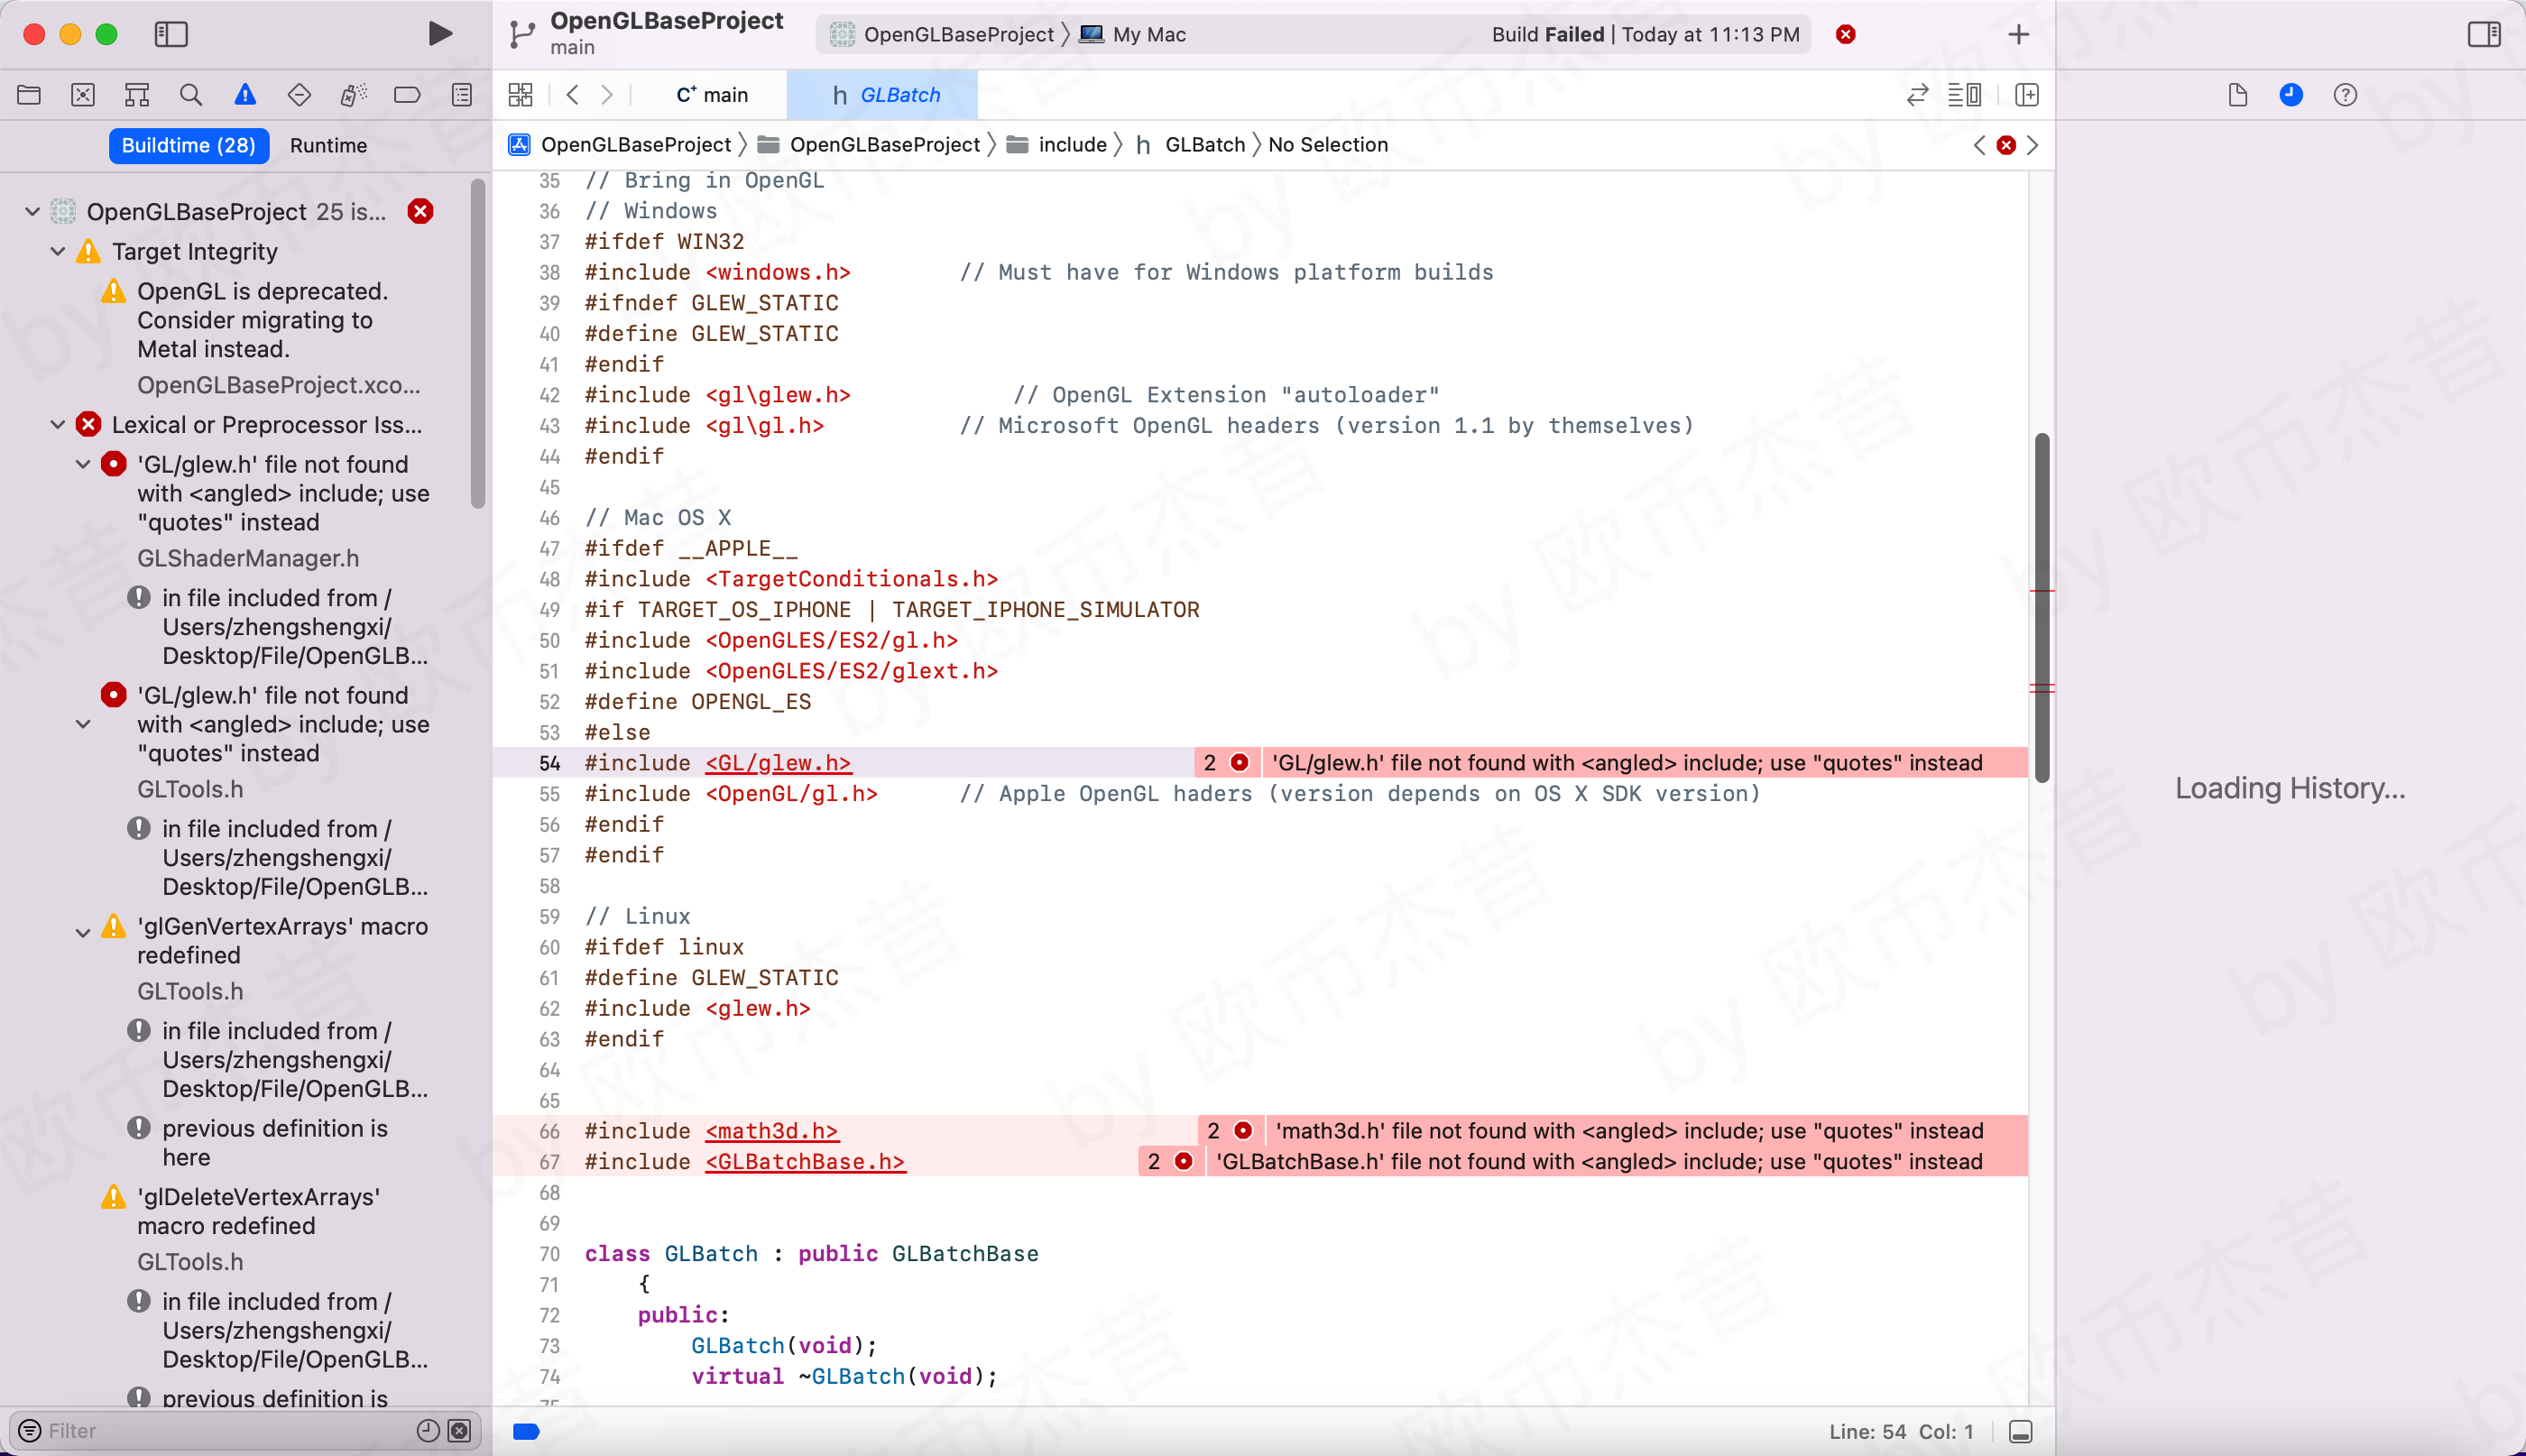 OpenGLBaseProject
main
OpenGLBaseProject 〉 My Mac
Build Failed | Today at 11:13 PM
C+ main
h GLBatch
Buildtime (28)
Runtime
OpenGLBaseProject 〉 OpenGLBaseProject 〉 include 〉 h GLBatch 〉 No Selection
OpenGLBaseProject 25 is...
Target Integrity
OpenGL is deprecated.
Consider migrating to
Metal instead.
OpenGLBaseProject.xco...
Lexical or Preprocessor Iss...
'GL/glew.h' file not found
with <angled> include; use
"quotes" instead
GLShaderManager.h
in file included from /
Users/zhengshengxi/
Desktop/File/OpenGLB...
'GL/glew.h' file not found
with <angled> include; use
"quotes" instead
GLTools.h
in file included from /
Users/zhengshengxi/
Desktop/File/OpenGLB...
'glGenVertexArrays' macro
redefined
GLTools.h
in file included from /
Users/zhengshengxi/
Desktop/File/OpenGLB...
previous definition is
here
'glDeleteVertexArrays'
macro redefined
GLTools.h
in file included from /
Users/zhengshengxi/
Desktop/File/OpenGLB...
previous definition is
Filter
35 // Bring in OpenGL
36 // Windows
37 #ifdef WIN32
38 #include <windows.h> // Must have for Windows platform builds
39 #ifndef GLEW_STATIC
40 #define GLEW_STATIC
41 #endif
42 #include <gl\glew.h> // OpenGL Extension "autoloader"
43 #include <gl\gl.h> // Microsoft OpenGL headers (version 1.1 by themselves)
44 #endif
45
46 // Mac OS X
47 #ifdef __APPLE__
48 #include <TargetConditionals.h>
49 #if TARGET_OS_IPHONE | TARGET_IPHONE_SIMULATOR
50 #include <OpenGLES/ES2/gl.h>
51 #include <OpenGLES/ES2/glext.h>
52 #define OPENGL_ES
53 #else
54 #include <GL/glew.h> 2 'GL/glew.h' file not found with <angled> include; use "quotes" instead
55 #include <OpenGL/gl.h> // Apple OpenGL haders (version depends on OS X SDK version)
56 #endif
57 #endif
58
59 // Linux
60 #ifdef linux
61 #define GLEW_STATIC
62 #include <glew.h>
63 #endif
64
65
66 #include <math3d.h> 2 'math3d.h' file not found with <angled> include; use "quotes" instead
67 #include <GLBatchBase.h> 2 'GLBatchBase.h' file not found with <angled> include; use "quotes" instead
68
69
70 class GLBatch : public GLBatchBase
71 {
72 public:
73 GLBatch(void);
74 virtual ~GLBatch(void);
Line: 54 Col: 1
Loading History...
by 欧币杰昔